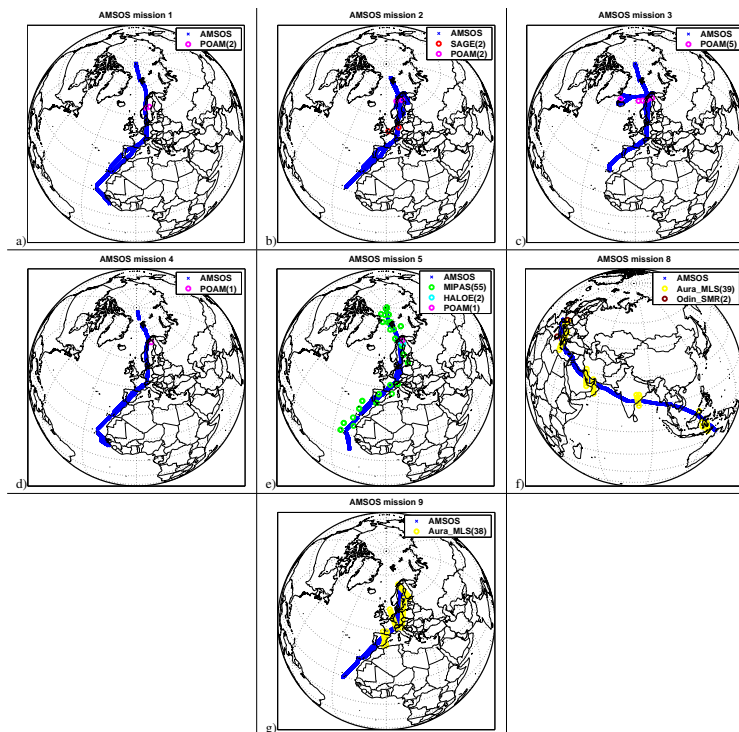 AMSOS mission 1
AMSOS
POAM(2)
a)
AMSOS mission 2
AMSOS
SAGE(2)
POAM(2)
b)
AMSOS mission 3
AMSOS
POAM(5)
c)
AMSOS mission 4
AMSOS
POAM(1)
d)
AMSOS mission 5
AMSOS
MIPAS(55)
HALOE(2)
POAM(1)
e)
AMSOS mission 8
AMSOS
Aura_MLS(39)
Odin_SMR(2)
f)
AMSOS mission 9
AMSOS
Aura_MLS(38)
g)